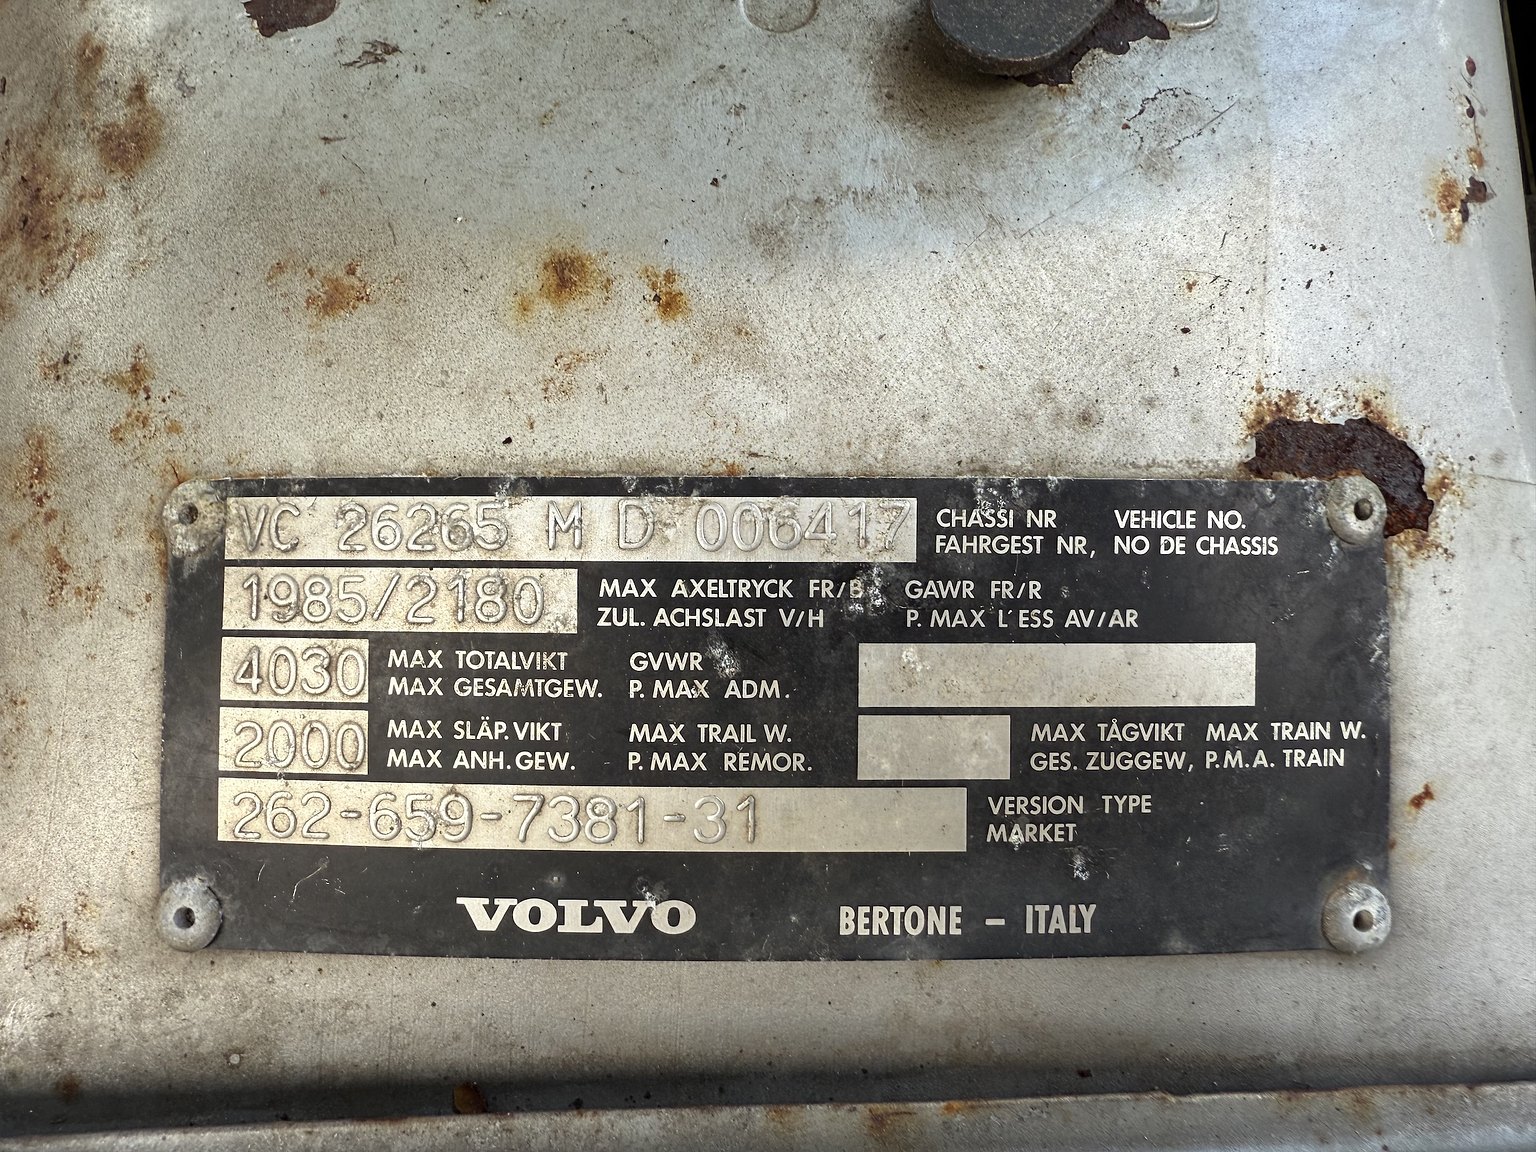 VC 26265 M D 006417 CHASSI NR VEHICLE NO.
FAHRGEST NR, NO DE CHASSIS
1985/2180 MAX AXELTRYCK FR/B GAWR FR/R
ZUL. ACHSLAST V/H P. MAX L'ESS AV/AR
4030 MAX TOTALVIKT GVWR
MAX GESAMTGEW. P. MAX ADM.
2000 MAX SLÄP.VIKT MAX TRAIL W. MAX TÅGVIKT MAX TRAIN W.
MAX ANH.GEW. P. MAX REMOR. GES. ZUGGEW, P.M.A. TRAIN
262-659-7381-31 VERSION TYPE
MARKET
VOLVO BERTONE – ITALY